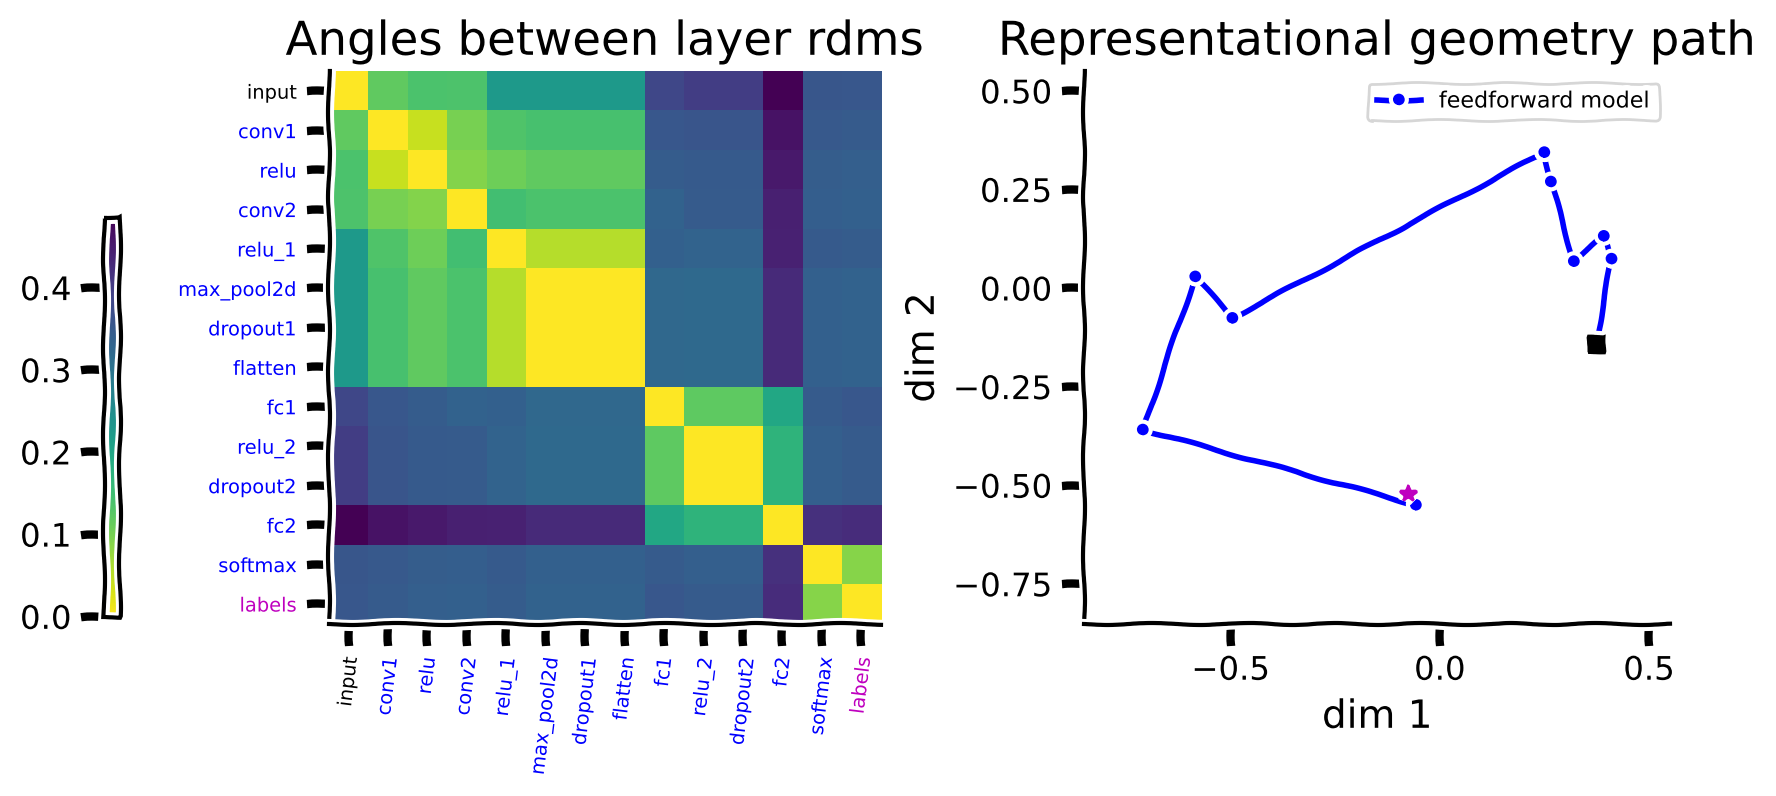 Angles between layer rdms
input
conv1
relu
conv2
relu_1
max_pool2d
dropout1
flatten
fc1
relu_2
dropout2
fc2
softmax
labels
0.4
0.3
0.2
0.1
0.0
input
conv1
relu
conv2
relu_1
max_pool2d
dropout1
flatten
fc1
relu_2
dropout2
fc2
softmax
labels
Representational geometry path
feedforward model
0.50
0.25
0.00
−0.25
−0.50
−0.75
dim 2
−0.5
0.0
0.5
dim 1